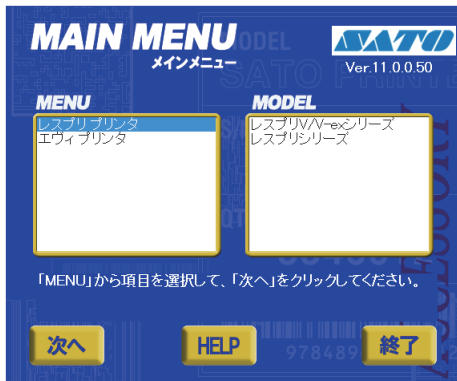 MAIN MENU
メインメニュー
SATO
Ver.11.0.0.50
MENU
MODEL
レスプリ プリンタ
エヴィ プリンタ
レスプリV/V-exシリーズ
レスプリシリーズ
「MENU」から項目を選択して、「次へ」をクリックしてください。
次へ
HELP
終了